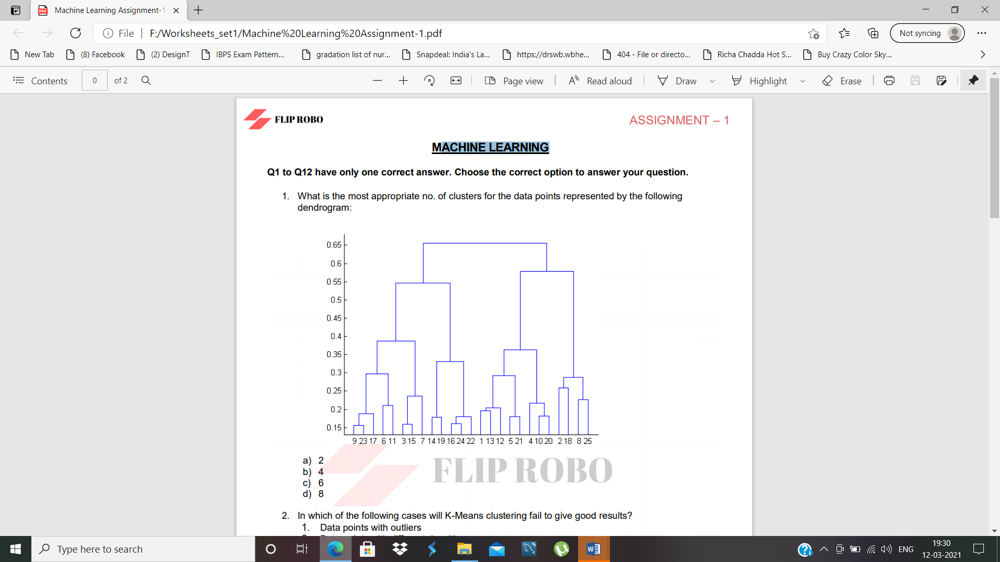 Machine Learning Assignment-1
File
F:/Worksheets_set1/Machine%20Learning%20Assignment-1.pdf
Not syncing
New Tab
(8) Facebook
(2) DesignT
IBPS Exam Pattern...
gradation list of nur...
Snapdeal: India's La...
https://drswb.wbhe...
404 - File or directo...
Richa Chadda Hot S...
Buy Crazy Color Sky...
Contents
0
of 2
Page view
Read aloud
Draw
Highlight
Erase
FLIP ROBO
ASSIGNMENT – 1
MACHINE LEARNING
Q1 to Q12 have only one correct answer. Choose the correct option to answer your question.
1. What is the most appropriate no. of clusters for the data points represented by the following
dendrogram:
0.65
0.6
0.55
0.5
0.45
0.4
0.35
0.3
0.25
0.2
0.15
9 23 17 6 11 3 15 7 14 19 16 24 22 1 13 12 5 21 4 10 20 2 18 8 25
a) 2
b) 4
c) 6
d) 8
FLIP ROBO
2. In which of the following cases will K-Means clustering fail to give good results?
1. Data points with outliers
Type here to search
ENG
19:30
12-03-2021